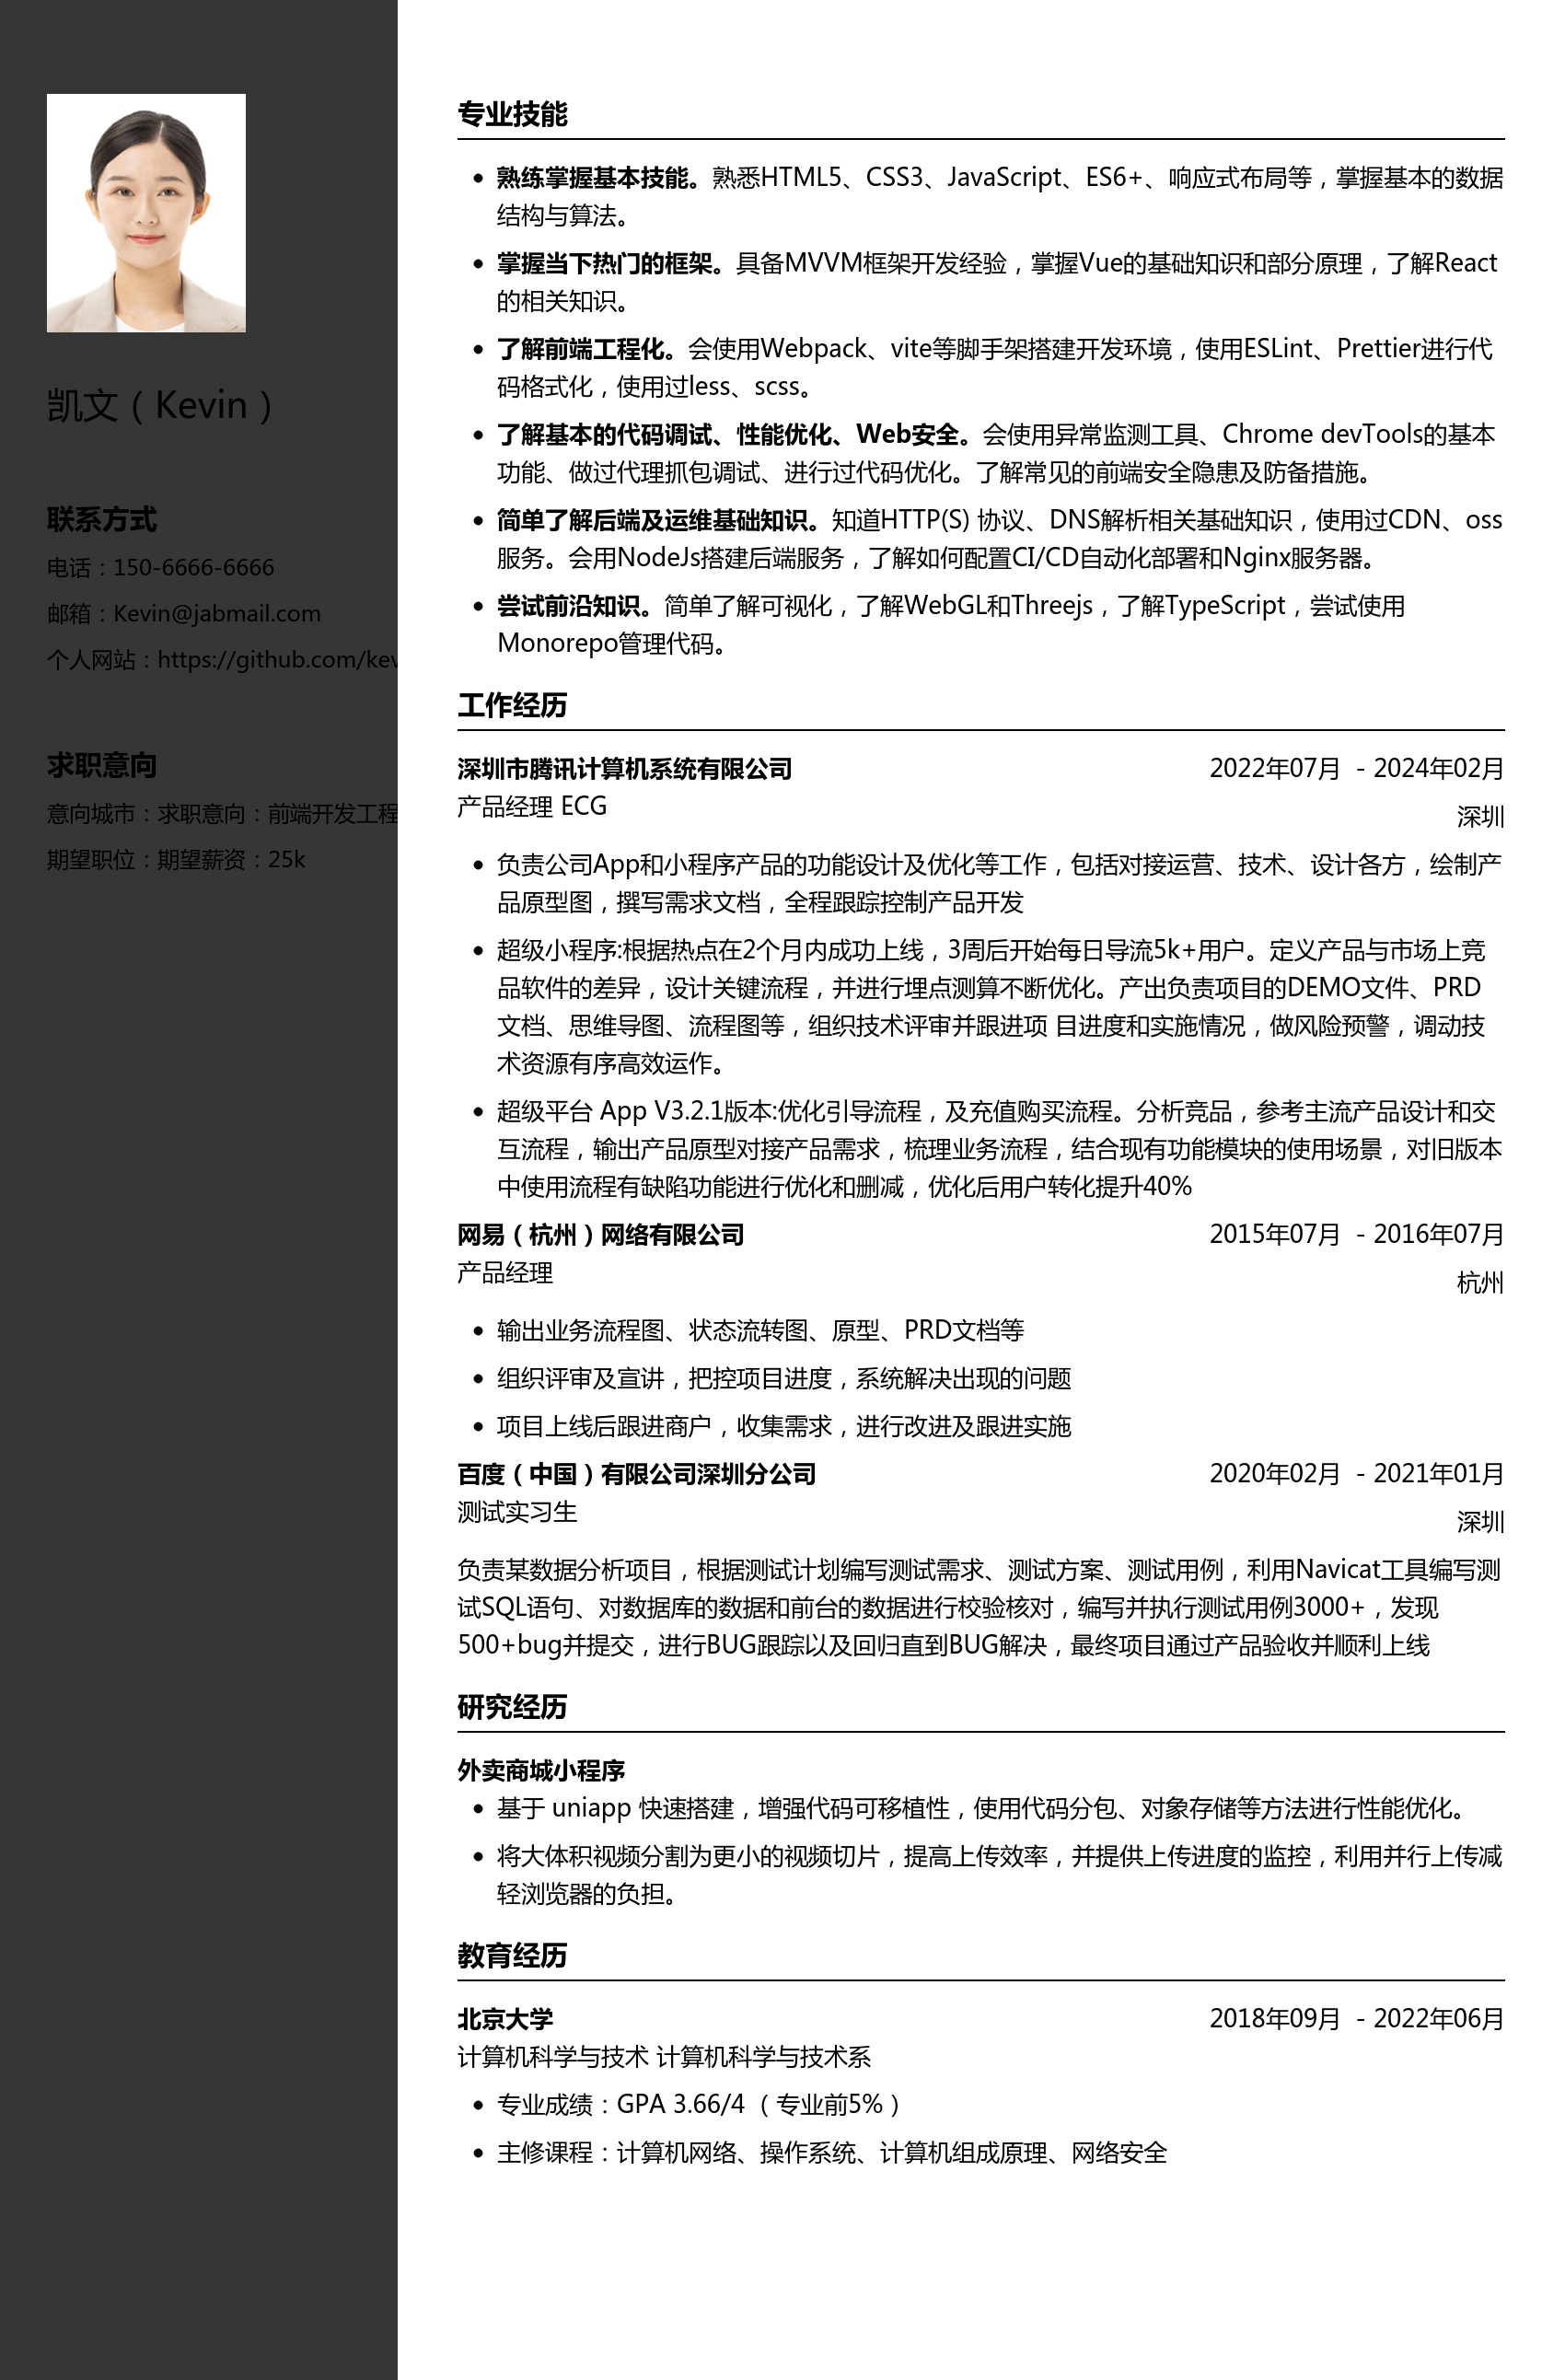 凯文（Kevin）
联系方式
电话：150-6666-6666
邮箱：Kevin@jabmail.com
个人网站：https://github.com/kev
求职意向
意向城市：求职意向：前端开发工程
期望职位：期望薪资：25k
专业技能
熟练掌握基本技能。熟悉HTML5、CSS3、JavaScript、ES6+、响应式布局等，掌握基本的数据
结构与算法。
掌握当下热门的框架。具备MVVM框架开发经验，掌握Vue的基础知识和部分原理，了解React
的相关知识。
了解前端工程化。会使用Webpack、vite等脚手架搭建开发环境，使用ESLint、Prettier进行代
码格式化，使用过less、scss。
了解基本的代码调试、性能优化、Web安全。会使用异常监测工具、Chrome devTools的基本
功能、做过代理抓包调试、进行过代码优化。了解常见的前端安全隐患及防备措施。
简单了解后端及运维基础知识。知道HTTP(S) 协议、DNS解析相关基础知识，使用过CDN、oss
服务。会用NodeJs搭建后端服务，了解如何配置CI/CD自动化部署和Nginx服务器。
尝试前沿知识。简单了解可视化，了解WebGL和Threejs，了解TypeScript，尝试使用
Monorepo管理代码。
工作经历
深圳市腾讯计算机系统有限公司 2022年07月 - 2024年02月
产品经理 ECG 深圳
负责公司App和小程序产品的功能设计及优化等工作，包括对接运营、技术、设计各方，绘制产
品原型图，撰写需求文档，全程跟踪控制产品开发
超级小程序:根据热点在2个月内成功上线，3周后开始每日导流5k+用户。定义产品与市场上竞
品软件的差异，设计关键流程，并进行埋点测算不断优化。产出负责项目的DEMO文件、PRD
文档、思维导图、流程图等，组织技术评审并跟进项 目进度和实施情况，做风险预警，调动技
术资源有序高效运作。
超级平台 App V3.2.1版本:优化引导流程，及充值购买流程。分析竞品，参考主流产品设计和交
互流程，输出产品原型对接产品需求，梳理业务流程，结合现有功能模块的使用场景，对旧版本
中使用流程有缺陷功能进行优化和删减，优化后用户转化提升40%
网易（杭州）网络有限公司 2015年07月 - 2016年07月
产品经理 杭州
输出业务流程图、状态流转图、原型、PRD文档等
组织评审及宣讲，把控项目进度，系统解决出现的问题
项目上线后跟进商户，收集需求，进行改进及跟进实施
百度（中国）有限公司深圳分公司 2020年02月 - 2021年01月
测试实习生 深圳
负责某数据分析项目，根据测试计划编写测试需求、测试方案、测试用例，利用Navicat工具编写测
试SQL语句、对数据库的数据和前台的数据进行校验核对，编写并执行测试用例3000+，发现
500+bug并提交，进行BUG跟踪以及回归直到BUG解决，最终项目通过产品验收并顺利上线
研究经历
外卖商城小程序
基于 uniapp 快速搭建，增强代码可移植性，使用代码分包、对象存储等方法进行性能优化。
将大体积视频分割为更小的视频切片，提高上传效率，并提供上传进度的监控，利用并行上传减
轻浏览器的负担。
教育经历
北京大学 2018年09月 - 2022年06月
计算机科学与技术 计算机科学与技术系
专业成绩：GPA 3.66/4 （专业前5%）
主修课程：计算机网络、操作系统、计算机组成原理、网络安全